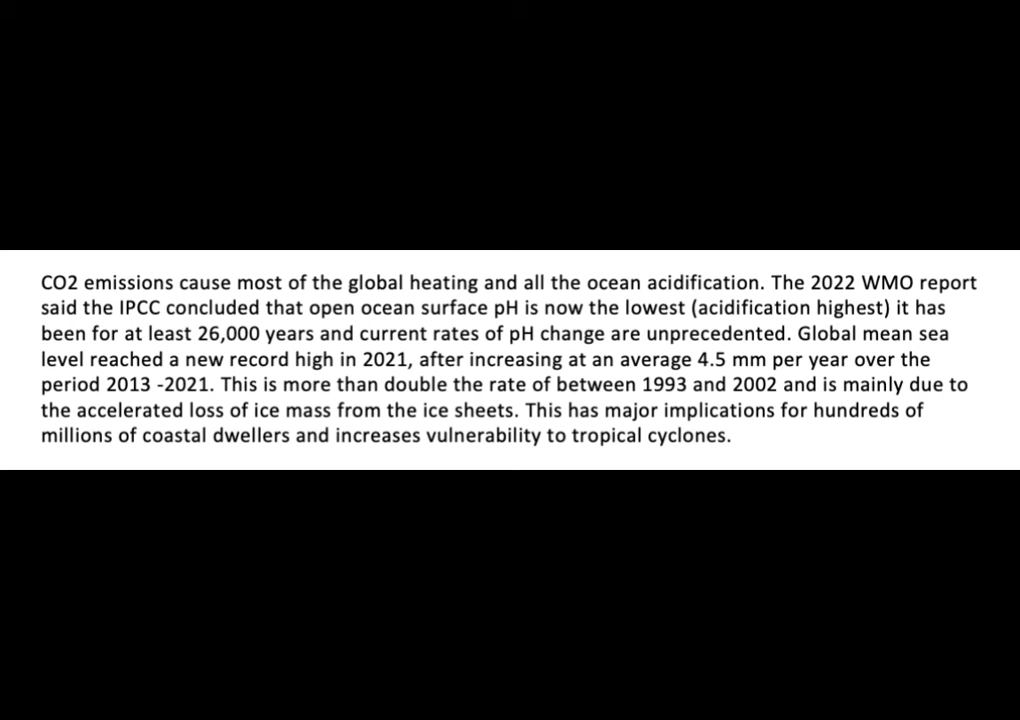 CO2 emissions cause most of the global heating and all the ocean acidification. The 2022 WMO report
said the IPCC concluded that open ocean surface pH is now the lowest (acidification highest) it has
been for at least 26,000 years and current rates of pH change are unprecedented. Global mean sea
level reached a new record high in 2021, after increasing at an average 4.5 mm per year over the
period 2013 -2021. This is more than double the rate of between 1993 and 2002 and is mainly due to
the accelerated loss of ice mass from the ice sheets. This has major implications for hundreds of
millions of coastal dwellers and increases vulnerability to tropical cyclones.